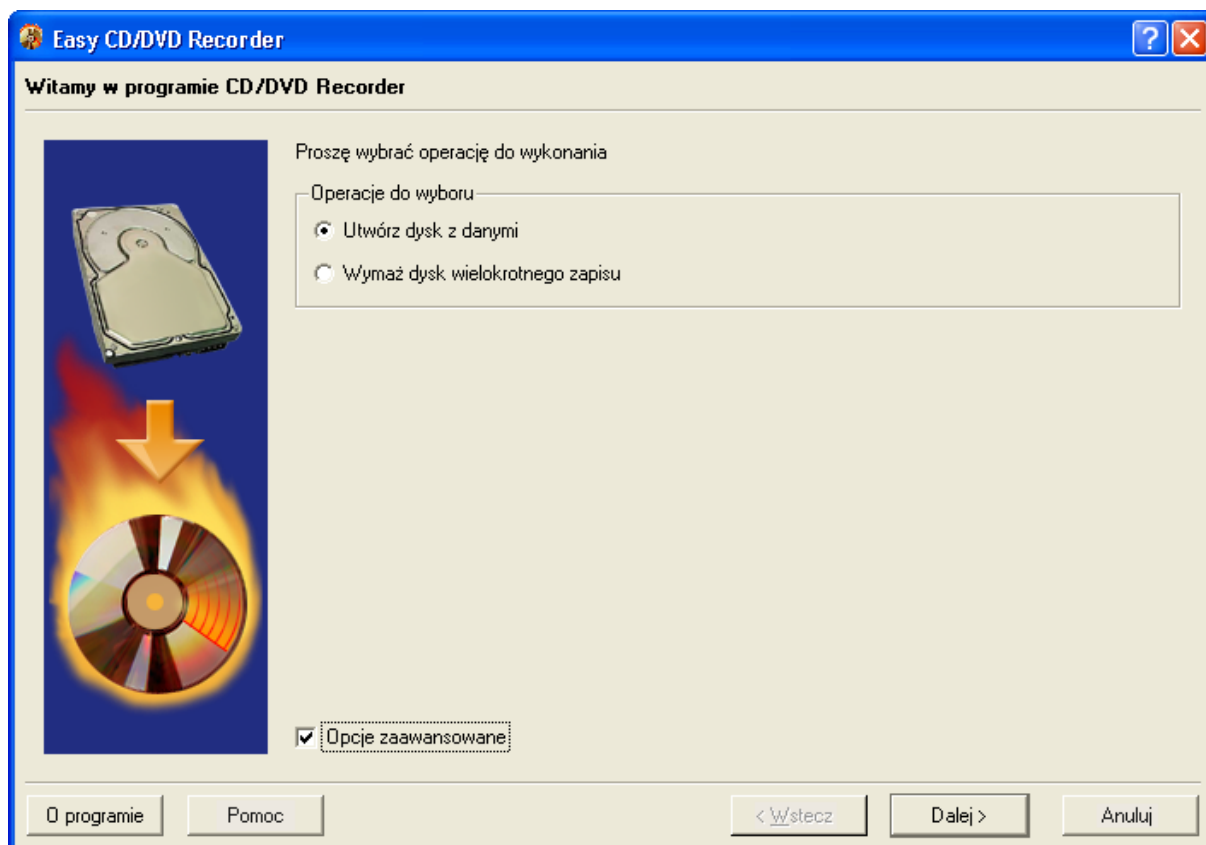 Easy CD/DVD Recorder
Witamy w programie CD/DVD Recorder
Proszę wybrać operację do wykonania
Operacje do wyboru
Utwórz dysk z danymi
Wymaż dysk wielokrotnego zapisu
Opcje zaawansowane
O programie Pomoc < Wstecz Dalej > Anuluj